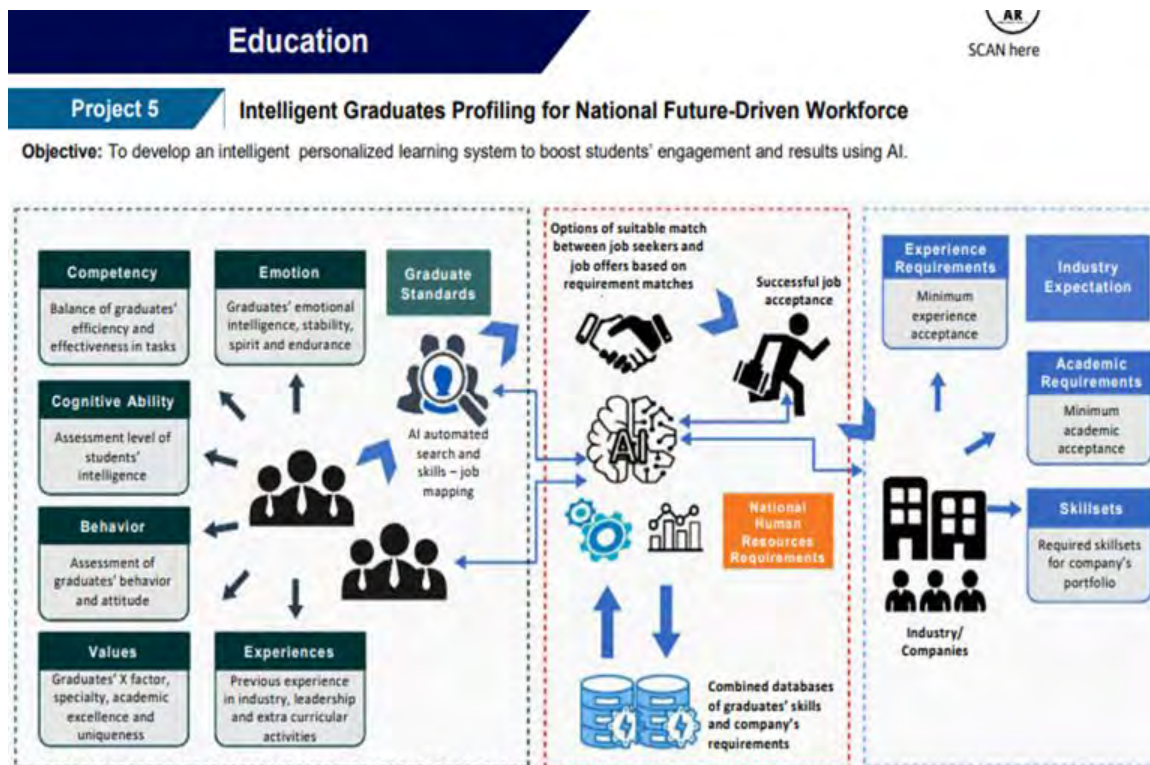 Education
AR
SCAN here
Project 5
Intelligent Graduates Profiling for National Future-Driven Workforce
Objective: To develop an intelligent personalized learning system to boost students' engagement and results using AI.
Competency
Balance of graduates'
efficiency and
effectiveness in tasks
Emotion
Graduates' emotional
intelligence, stability,
spirit and endurance
Graduate
Standards
Cognitive Ability
Assessment level of
students'
intelligence
AI automated
search and
skills – job
mapping
Behavior
Assessment of
graduates' behavior
and attitude
Values
Graduates' X factor,
specialty, academic
excellence and
uniqueness
Experiences
Previous experience
in industry, leadership
and extra curricular
activities
Options of suitable match
between job seekers and
job offers based on
requirement matches
Successful job
acceptance
AI
National
Human
Resources
Requirements
Combined databases
of graduates' skills
and company's
requirements
Experience
Requirements
Minimum
experience
acceptance
Industry
Expectation
Academic
Requirements
Minimum
academic
acceptance
Skillsets
Required skillsets
for company's
portfolio
Industry/
Companies